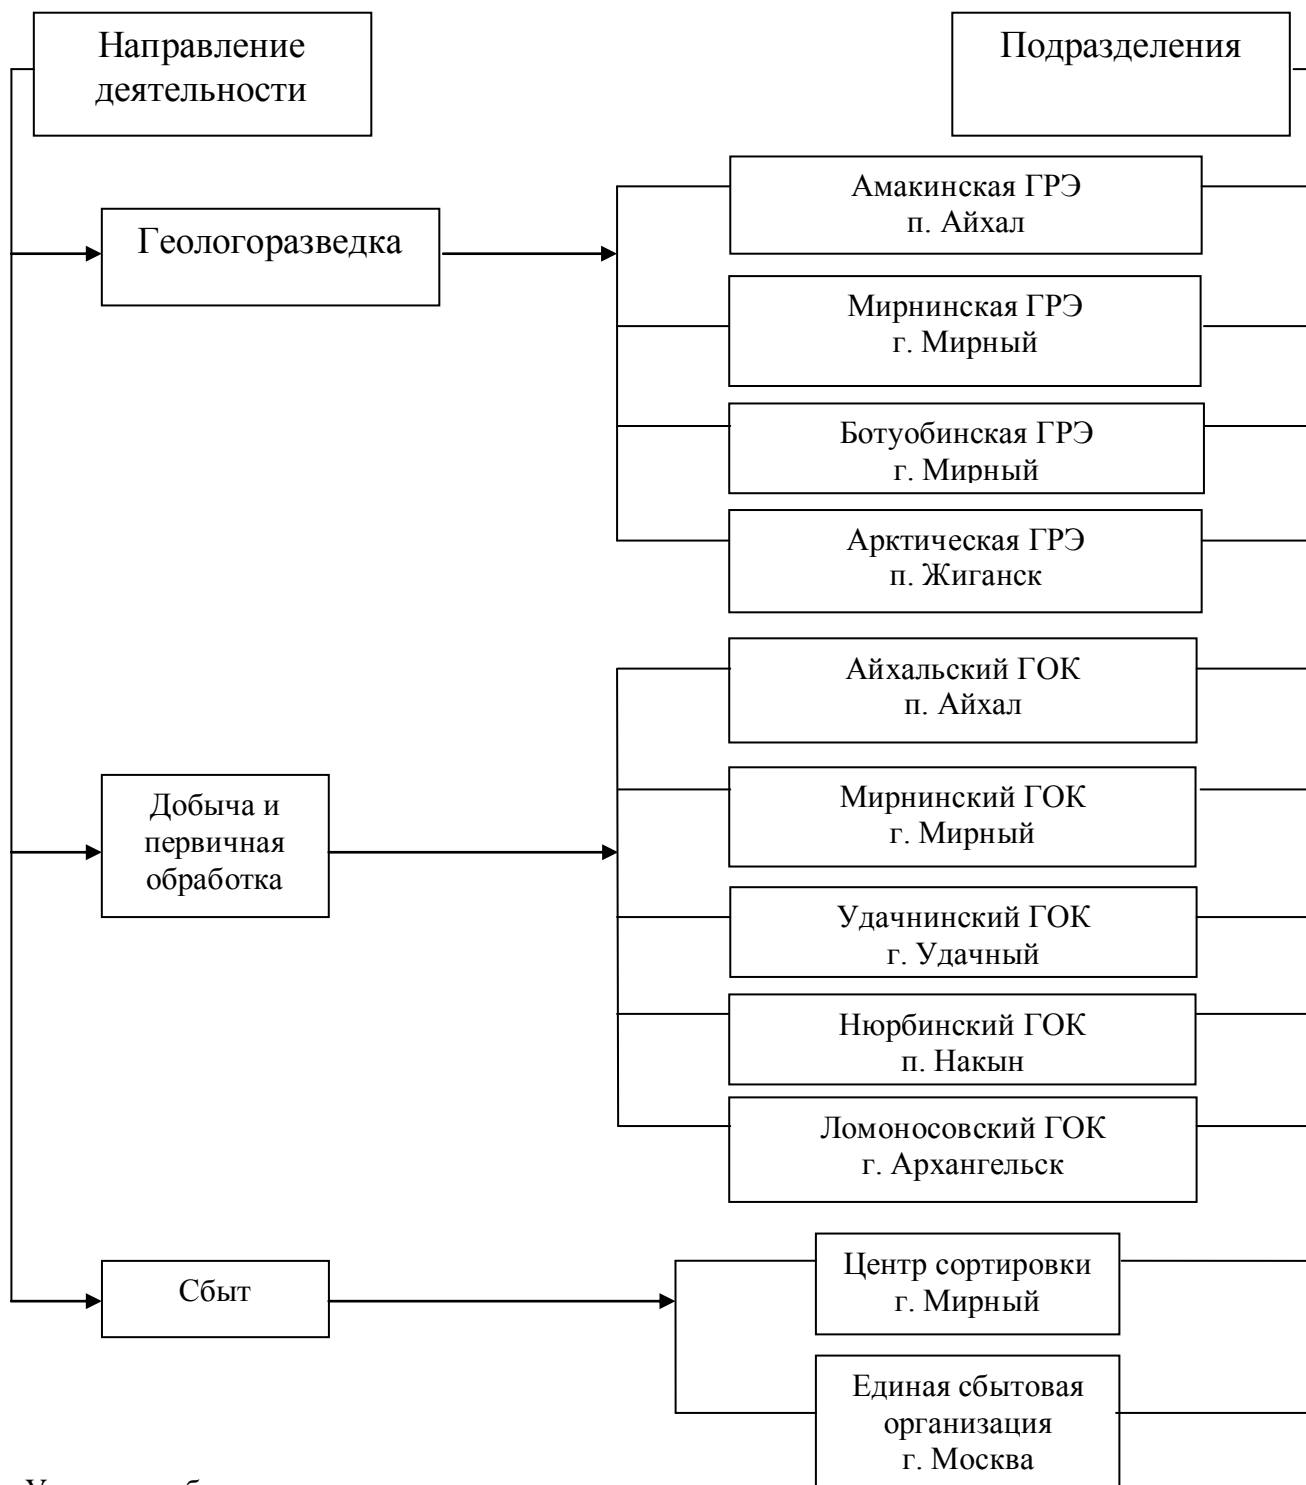 Направление
деятельности
Подразделения
Геологоразведка
Амакинская ГРЭ
п. Айхал
Мирнинская ГРЭ
г. Мирный
Ботуобинская ГРЭ
г. Мирный
Арктическая ГРЭ
п. Жиганск
Добыча и
первичная
обработка
Айхальский ГОК
п. Айхал
Мирнинский ГОК
г. Мирный
Удачнинский ГОК
г. Удачный
Нюрбинский ГОК
п. Накын
Ломоносовский ГОК
г. Архангельск
Сбыт
Центр сортировки
г. Мирный
Единая сбытовая
организация
г. Москва